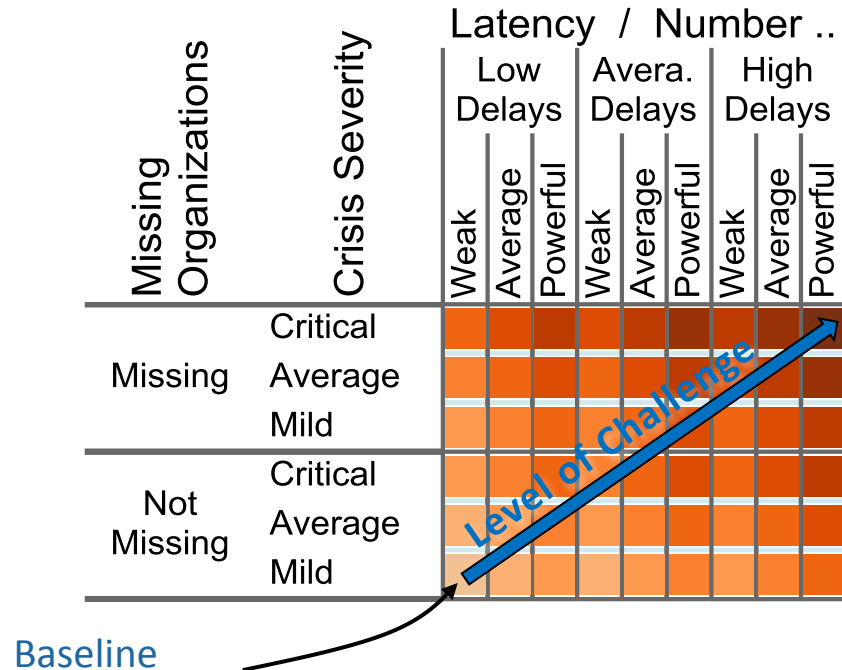 Latency / Number ..
Low
Delays
Avera.
Delays
High
Delays
Missing
Organizations
Crisis Severity
Weak
Average
Powerful
Weak
Average
Powerful
Weak
Average
Powerful
Missing
Critical
Average
Mild
Not
Missing
Critical
Average
Mild
Level of Challenge
Baseline